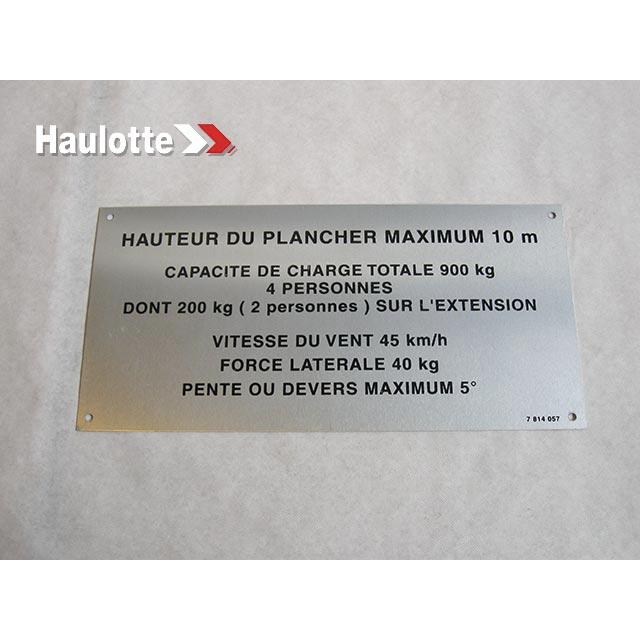 Haulotte
HAUTEUR DU PLANCHER MAXIMUM 10 m
CAPACITE DE CHARGE TOTALE 900 kg
4 PERSONNES
DONT 200 kg ( 2 personnes ) SUR L'EXTENSION
VITESSE DU VENT 45 km/h
FORCE LATERALE 40 kg
PENTE OU DEVERS MAXIMUM 5°
7 814 057